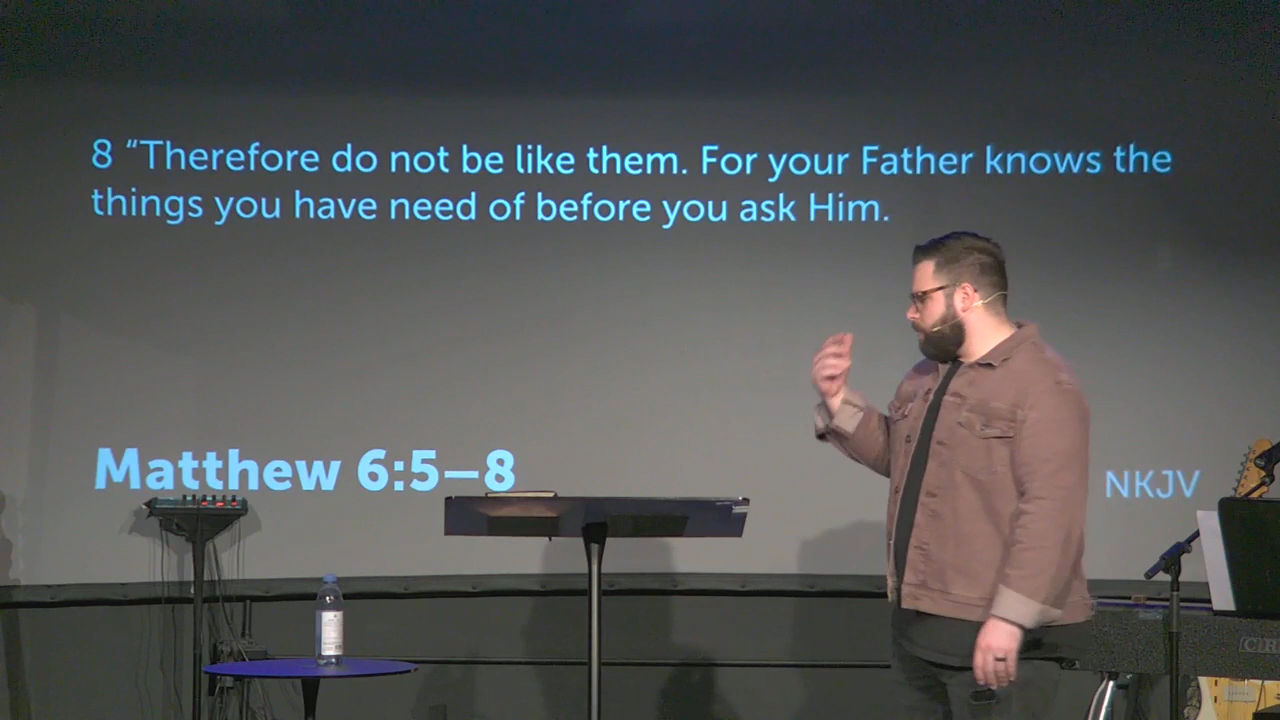 8 “Therefore do not be like them. For your Father knows the
things you have need of before you ask Him.
Matthew 6:5–8
NKJV